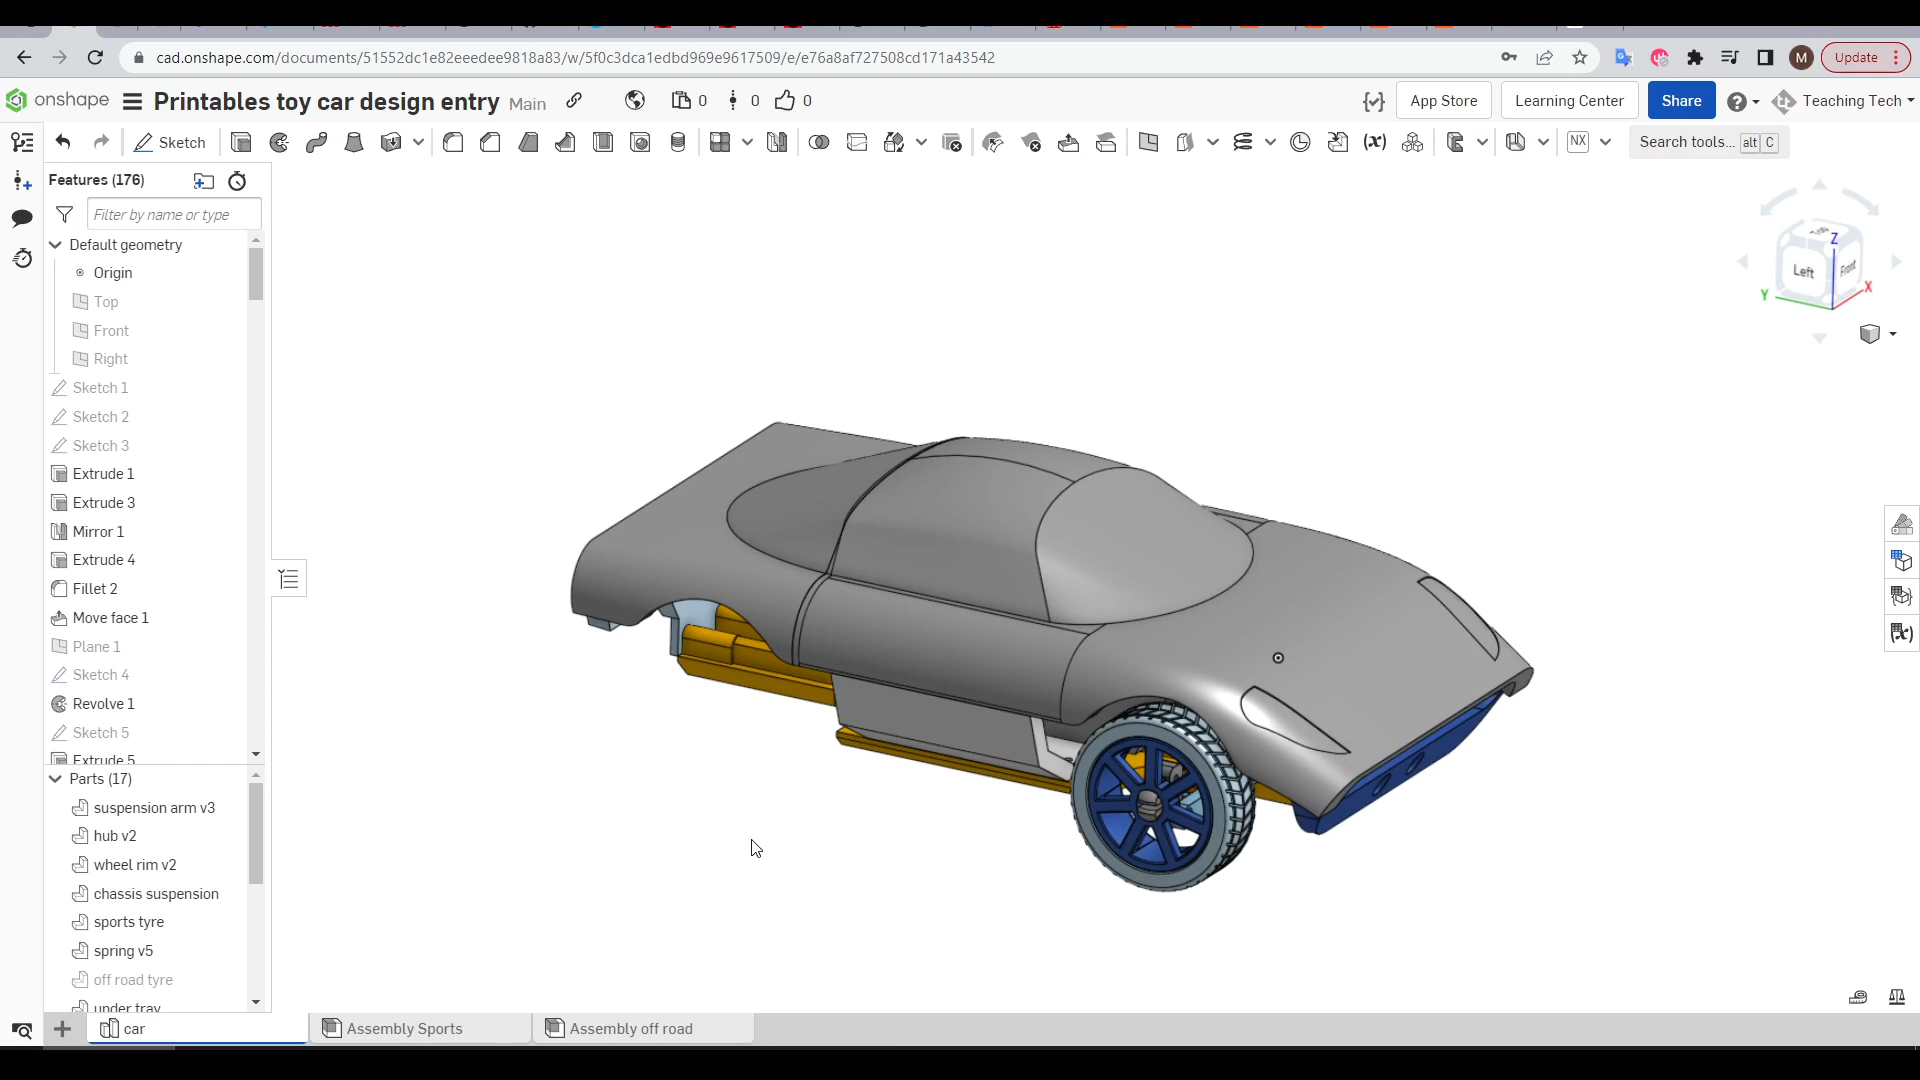 cad.onshape.com/documents/51552dc1e82eeedee9818a83/w/5f0c3dca1edbd969e9617509/e/e76a8af727508cd171a43542
M
Update
onshape
Printables toy car design entry
Main
0
0
0
App Store
Learning Center
Share
Teaching Tech
Sketch
(x)
NX
Search tools...
alt
C
Features (176)
Filter by name or type
Default geometry
Origin
Top
Front
Right
Sketch 1
Sketch 2
Sketch 3
Extrude 1
Extrude 3
Mirror 1
Extrude 4
Fillet 2
Move face 1
Plane 1
Sketch 4
Revolve 1
Sketch 5
Extrude 5
Parts (17)
suspension arm v3
hub v2
wheel rim v2
chassis suspension
sports tyre
spring v5
off road tyre
under tray
car
Assembly Sports
Assembly off road
Z
Left
Front
Y
X